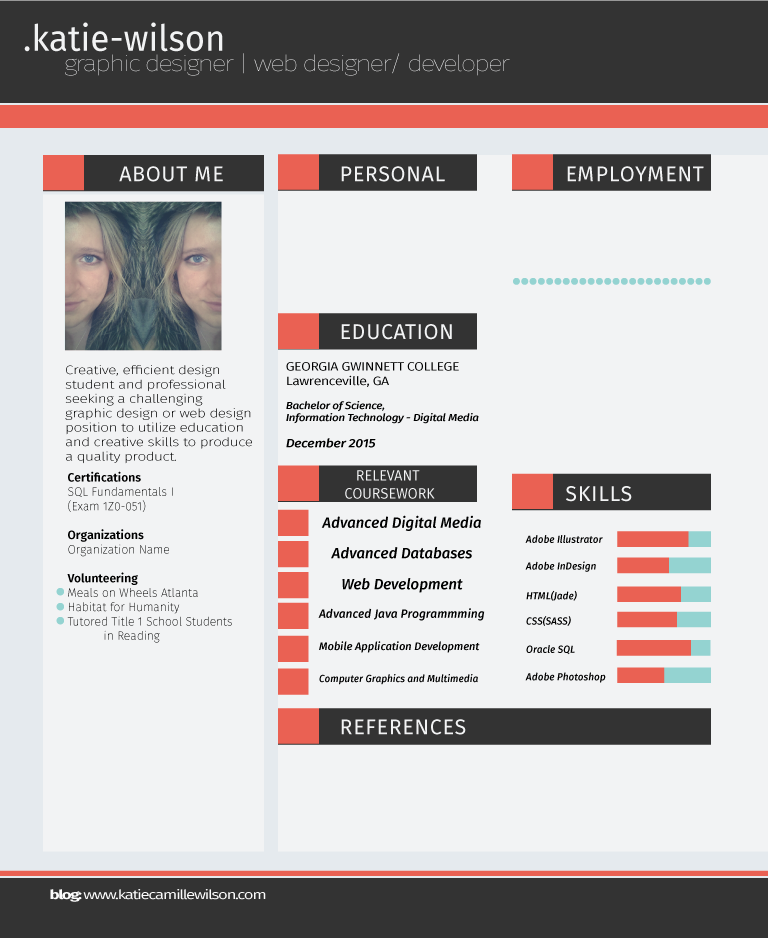 .katie-wilson
graphic designer | web designer/ developer
ABOUT ME
Creative, efficient design
student and professional
seeking a challenging
graphic design or web design
position to utilize education
and creative skills to produce
a quality product.
Certifications
SQL Fundamentals I
(Exam 1Z0-051)
Organizations
Organization Name
Volunteering
Meals on Wheels Atlanta
Habitat for Humanity
Tutored Title 1 School Students
in Reading
PERSONAL
EDUCATION
GEORGIA GWINNETT COLLEGE
Lawrenceville, GA
Bachelor of Science,
Information Technology - Digital Media
December 2015
RELEVANT
COURSEWORK
Advanced Digital Media
Advanced Databases
Web Development
Advanced Java Programmming
Mobile Application Development
Computer Graphics and Multimedia
EMPLOYMENT
SKILLS
Adobe Illustrator
Adobe InDesign
HTML(Jade)
CSS(SASS)
Oracle SQL
Adobe Photoshop
REFERENCES
blog: www.katiecamillewilson.com